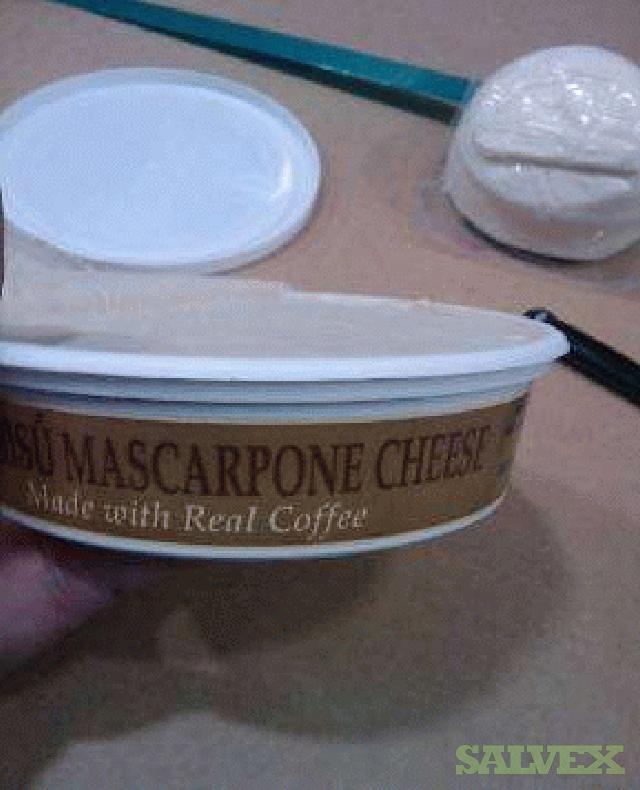 MASCARPONE CHEESE
Made with Real Coffee
SALVEX